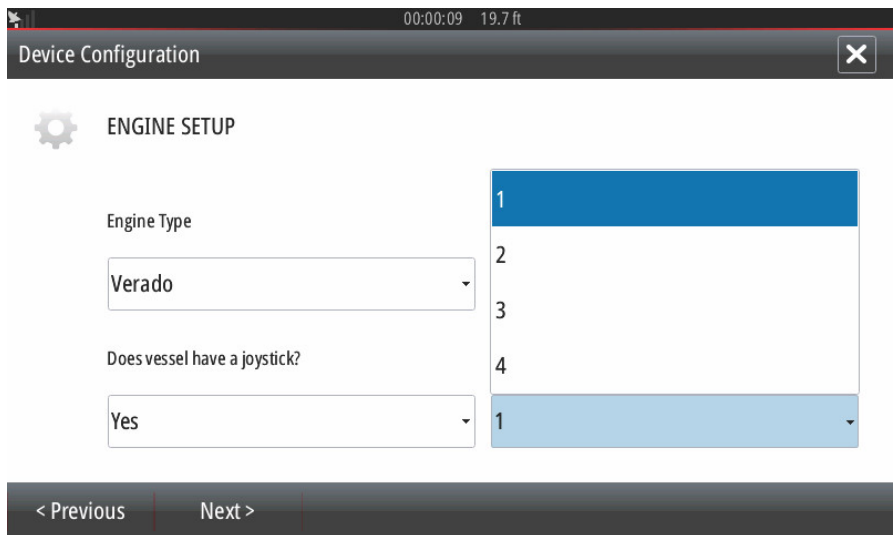 00:00:09 19.7 ft
Device Configuration
ENGINE SETUP
Engine Type
Verado
Does vessel have a joystick?
Yes
1
2
3
4
1
< Previous Next >